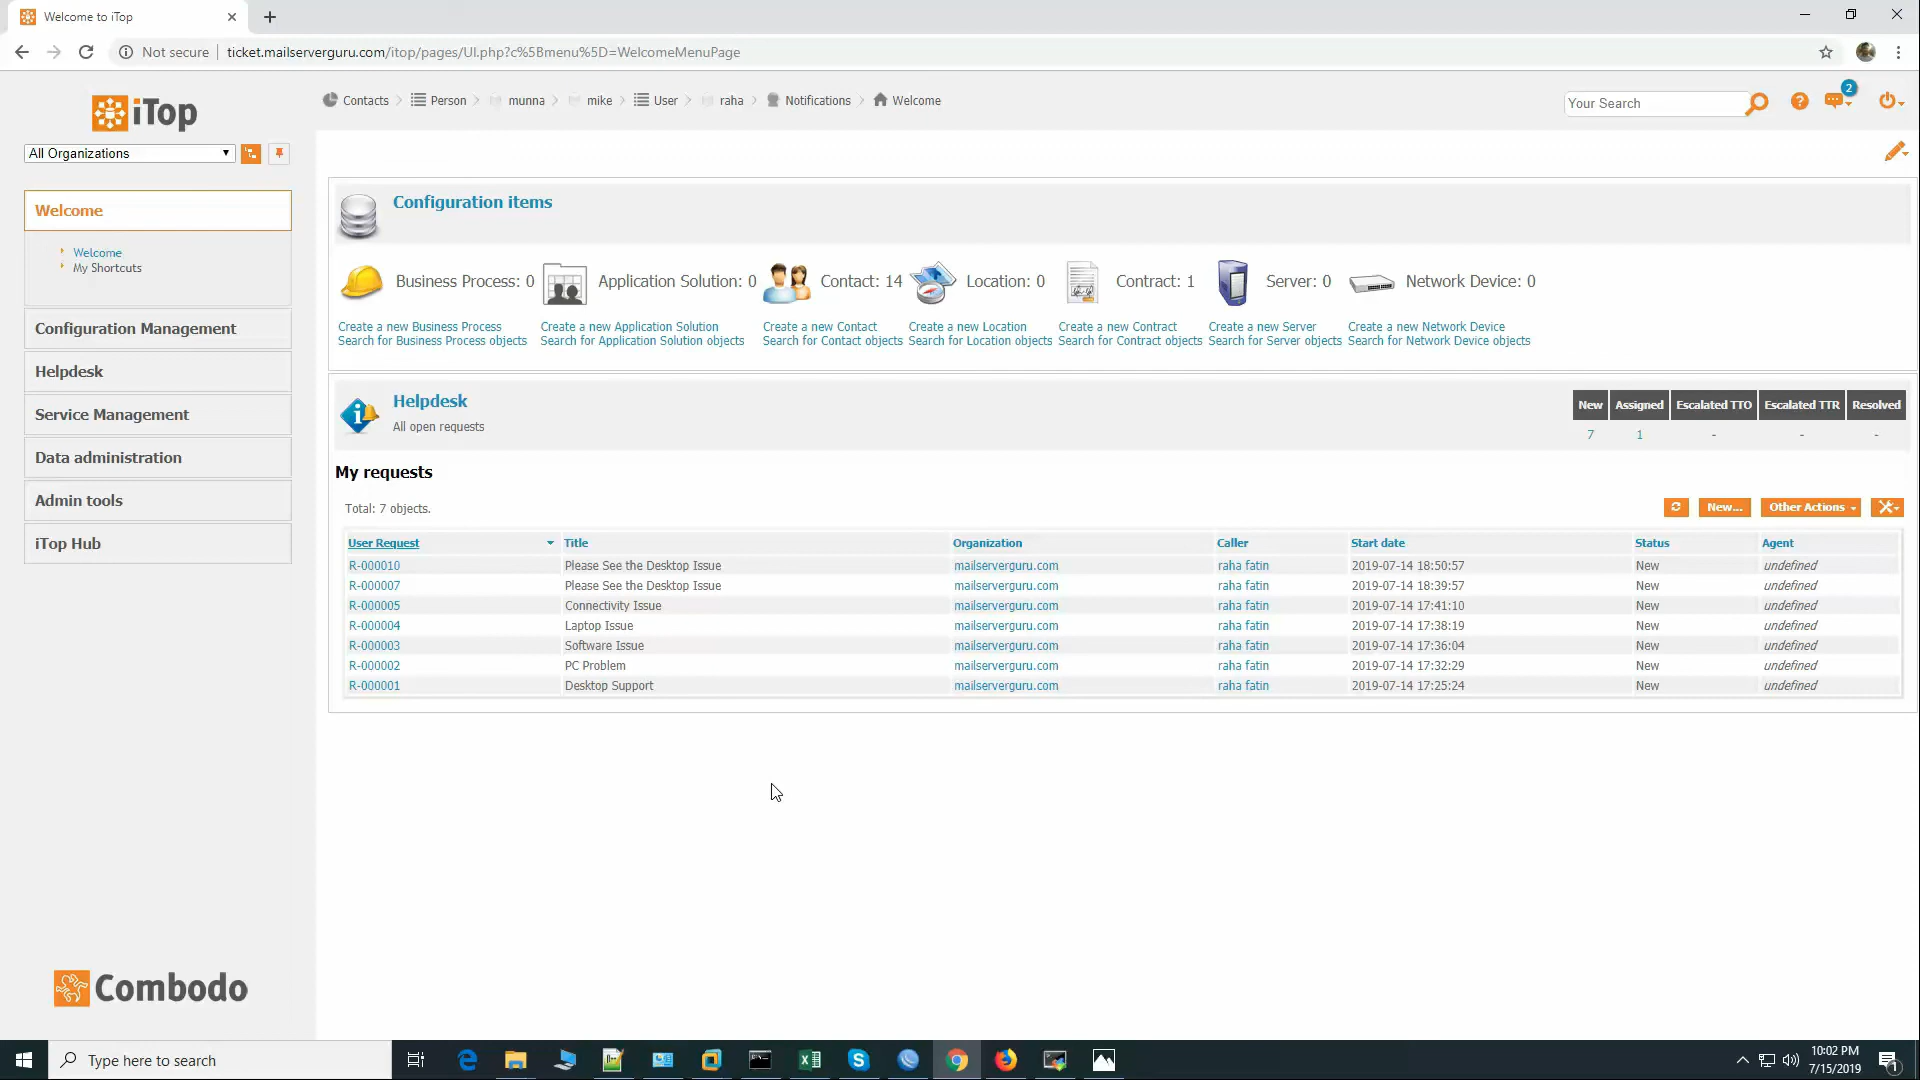 Welcome to iTop
Not secure ticket.mailserverguru.com/itop/pages/UI.php?c%5Bmenu%5D=WelcomeMenuPage
iTop
Contacts Person munna mike User raha Notifications Welcome
Your Search
2
All Organizations
Welcome
Welcome
My Shortcuts
Configuration Management
Helpdesk
Service Management
Data administration
Admin tools
iTop Hub
Configuration items
Business Process: 0 Application Solution: 0 Contact: 14 Location: 0 Contract: 1 Server: 0 Network Device: 0
Create a new Business Process Create a new Application Solution Create a new Contact Create a new Location Create a new Contract Create a new Server Create a new Network Device
Search for Business Process objects Search for Application Solution objects Search for Contact objects Search for Location objects Search for Contract objects Search for Server objects Search for Network Device objects
Helpdesk
All open requests
New Assigned Escalated TTO Escalated TTR Resolved
7 1 - - -
My requests
Total: 7 objects.
New... Other Actions
User Request Title Organization Caller Start date Status Agent
R-000010 Please See the Desktop Issue mailserverguru.com raha fatin 2019-07-14 18:50:57 New undefined
R-000007 Please See the Desktop Issue mailserverguru.com raha fatin 2019-07-14 18:39:57 New undefined
R-000005 Connectivity Issue mailserverguru.com raha fatin 2019-07-14 17:41:10 New undefined
R-000004 Laptop Issue mailserverguru.com raha fatin 2019-07-14 17:38:19 New undefined
R-000003 Software Issue mailserverguru.com raha fatin 2019-07-14 17:36:04 New undefined
R-000002 PC Problem mailserverguru.com raha fatin 2019-07-14 17:32:29 New undefined
R-000001 Desktop Support mailserverguru.com raha fatin 2019-07-14 17:25:24 New undefined
Combodo
Type here to search
10:02 PM
7/15/2019
1